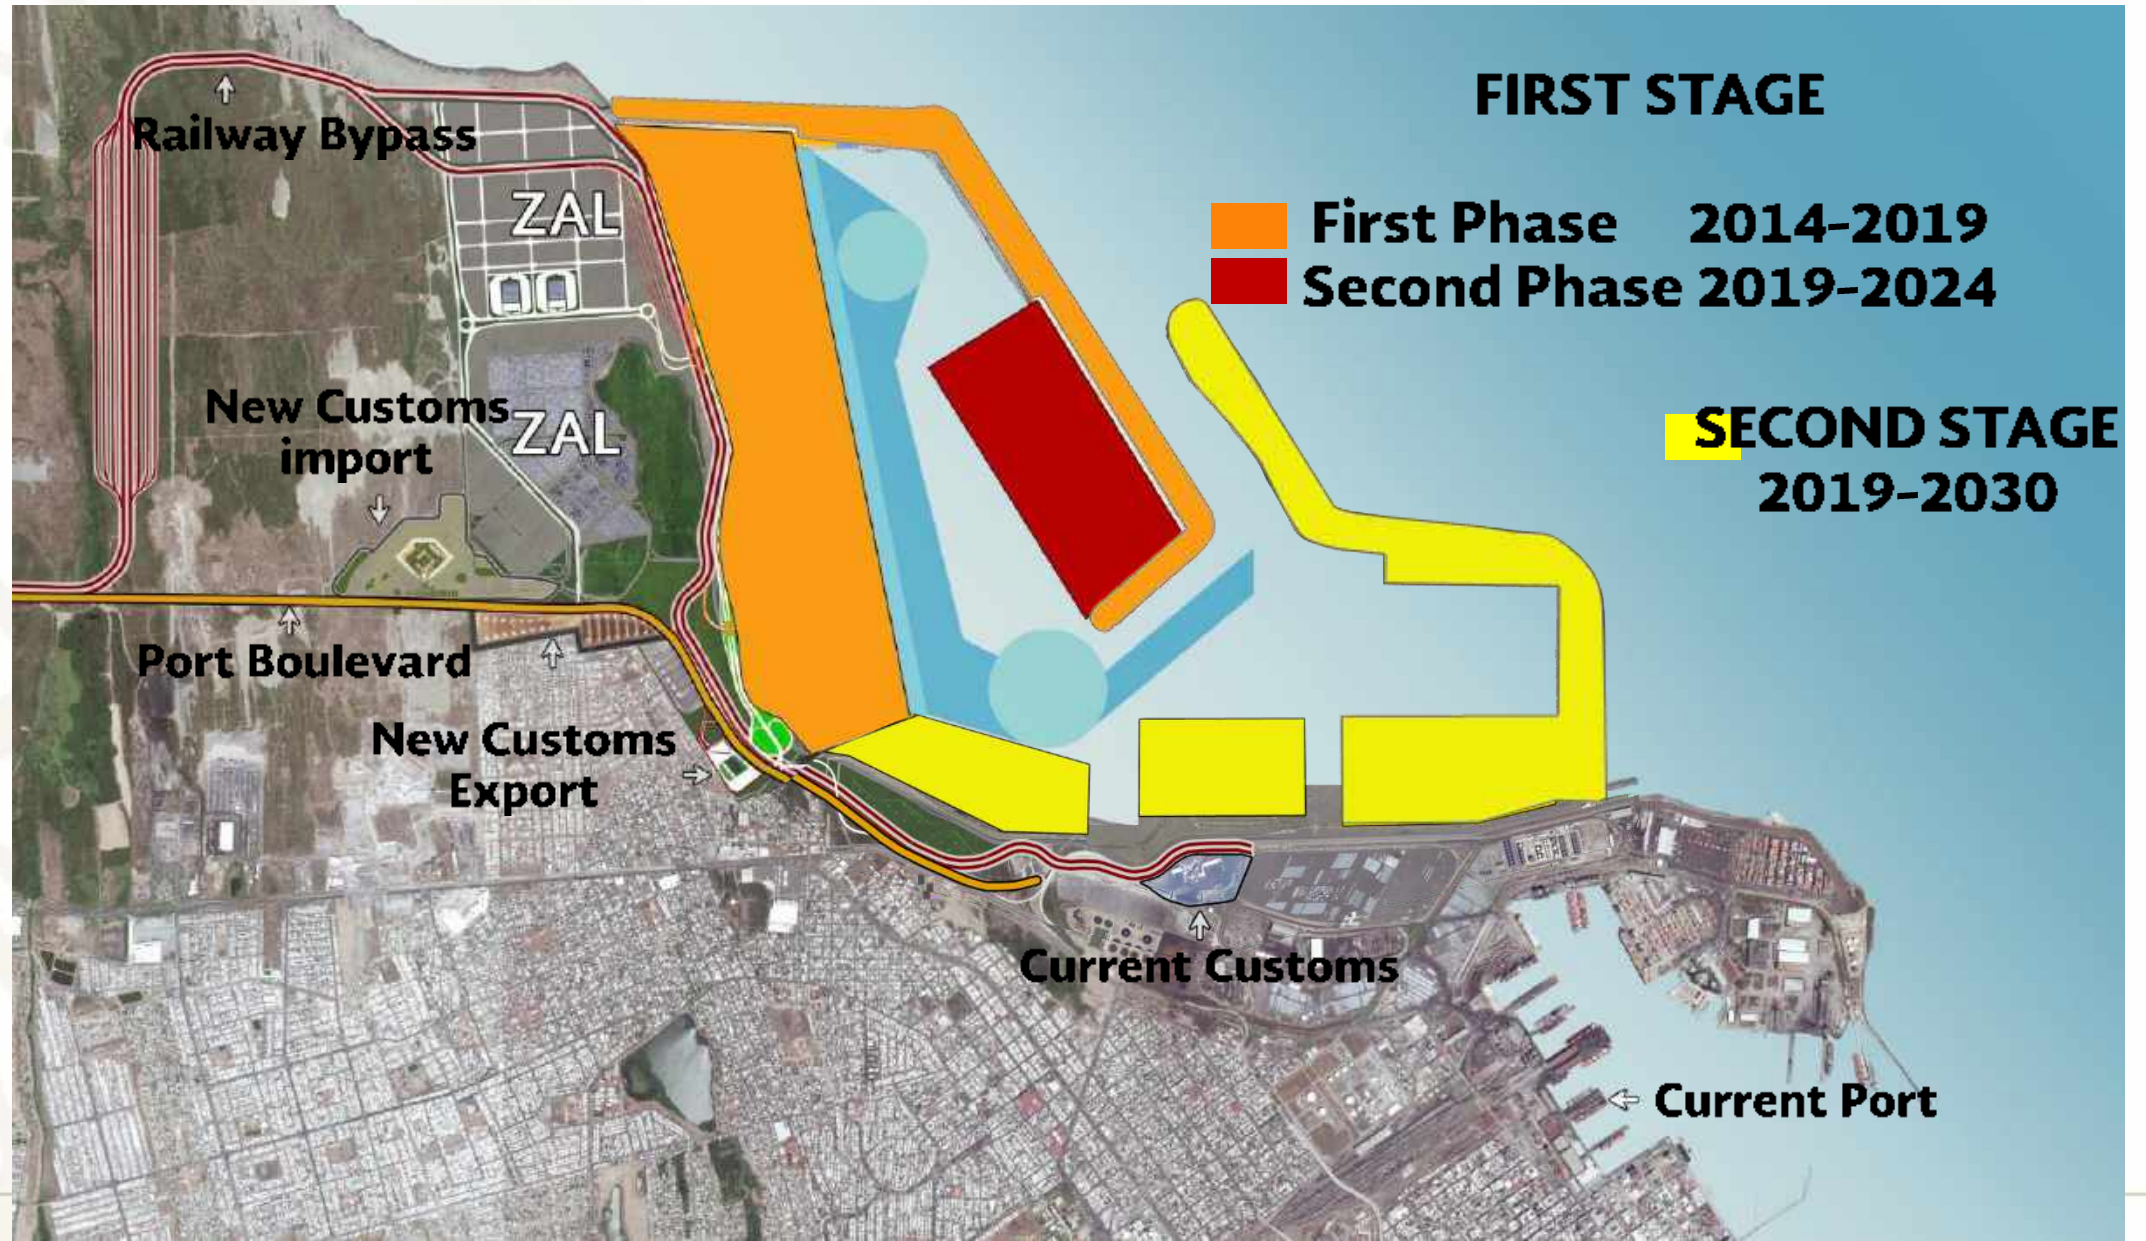 FIRST STAGE
First Phase 2014-2019
Second Phase 2019-2024
SECOND STAGE
2019-2030
Railway Bypass
ZAL
New Customs
import
ZAL
Port Boulevard
New Customs
Export
Current Customs
Current Port